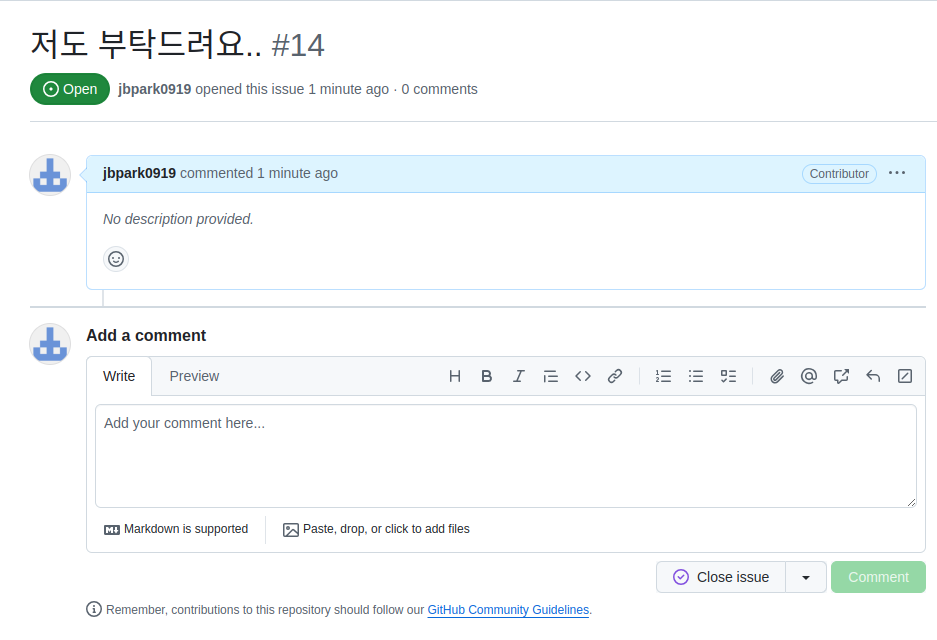 저도 부탁드려요.. #14
Open jbpark0919 opened this issue 1 minute ago · 0 comments
jbpark0919 commented 1 minute ago Contributor ···
No description provided.
Add a comment
Write Preview
Add your comment here...
Markdown is supported Paste, drop, or click to add files
Close issue Comment
Remember, contributions to this repository should follow our GitHub Community Guidelines.